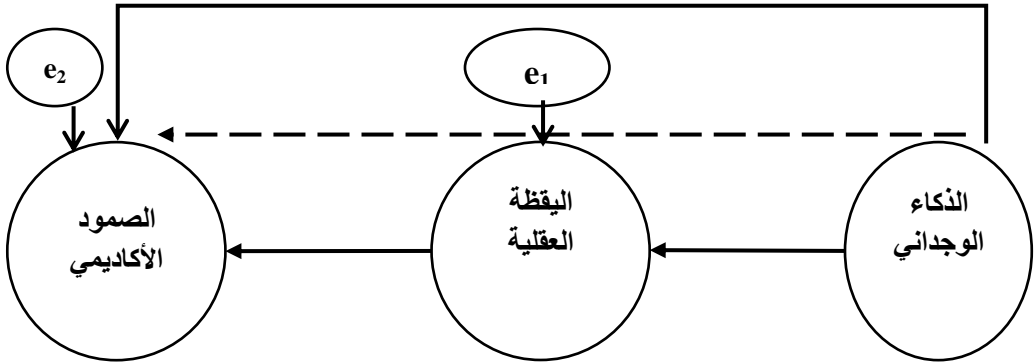 e₁
e₂
الذكاء
الوجداني
اليقظة
العقلية
الصمود
الأكاديمي